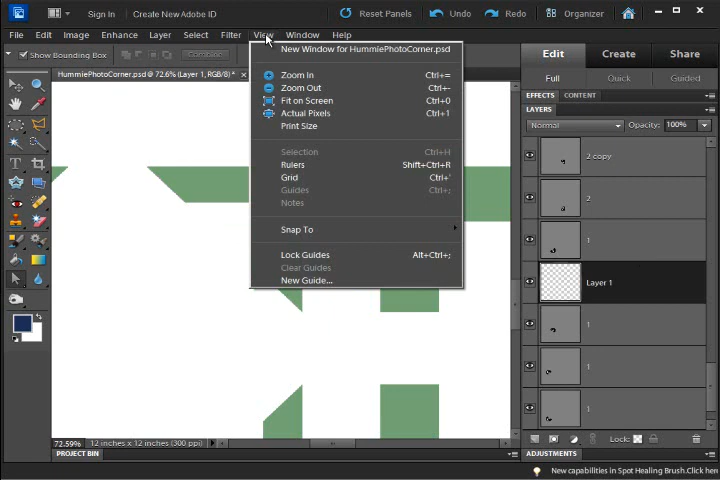 Sign In Create New Adobe ID Reset Panels Undo Redo Organizer
File Edit Image Enhance Layer Select Filter View Window Help
Show Bounding Box Combine
Edit Create Share
HummiePhotoCorner.psd @ 72.6% (Layer 1, RGB/8) *
Full Quick Guided
EFFECTS CONTENT
LAYERS
Normal Opacity: 100%
New Window for HummiePhotoCorner.psd
Zoom In Ctrl+=
Zoom Out Ctrl+-
Fit on Screen Ctrl+0
Actual Pixels Ctrl+1
Print Size
Selection Ctrl+H
Rulers Shift+Ctrl+R
Grid Ctrl+'
Guides Ctrl+;
Notes
Snap To
Lock Guides Alt+Ctrl+;
Clear Guides
New Guide...
2 copy
2
1
Layer 1
1
1
1
Lock:
72.59% 12 inches x 12 inches (300 ppi)
PROJECT BIN
ADJUSTMENTS
New capabilities in Spot Healing Brush.Click here